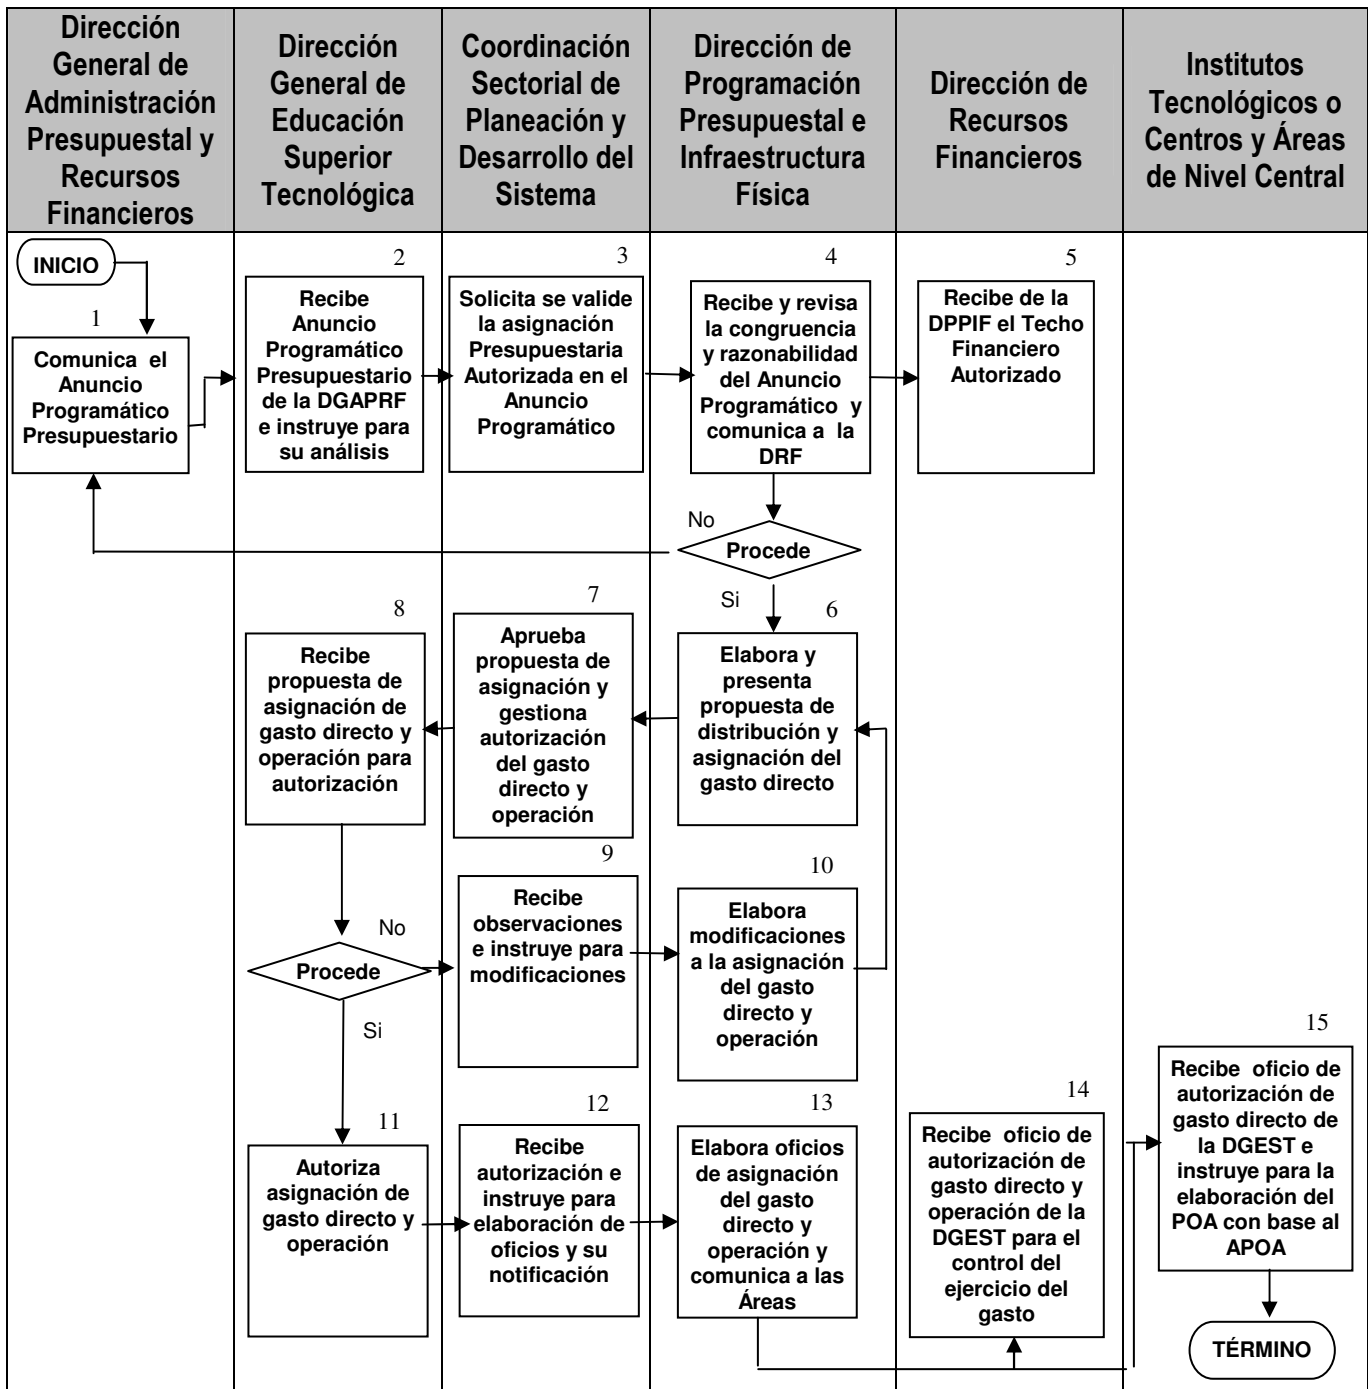 Dirección
General de
Administración
Presupuestal y
Recursos
Financieros
Dirección
General de
Educación
Superior
Tecnológica
Coordinación
Sectorial de
Planeación y
Desarrollo del
Sistema
Dirección de
Programación
Presupuestal e
Infraestructura
Física
Dirección de
Recursos
Financieros
Institutos
Tecnológicos o
Centros y Áreas
de Nivel Central
INICIO
1
Comunica el
Anuncio
Programático
Presupuestario
2
Recibe
Anuncio
Programático
Presupuestario
de la DGAPRF
e instruye para
su análisis
3
Solicita se valide
la asignación
Presupuestaria
Autorizada en el
Anuncio
Programático
4
Recibe y revisa
la congruencia
y razonabilidad
del Anuncio
Programático y
comunica a la
DRF
5
Recibe de la
DPPIF el Techo
Financiero
Autorizado
No
Procede
Si
6
Elabora y
presenta
propuesta de
distribución y
asignación del
gasto directo
7
Aprueba
propuesta de
asignación y
gestiona
autorización
del gasto
directo y
operación
8
Recibe
propuesta de
asignación de
gasto directo y
operación para
autorización
No
Procede
Si
9
Recibe
observaciones
e instruye para
modificaciones
10
Elabora
modificaciones
a la asignación
del gasto
directo y
operación
11
Autoriza
asignación de
gasto directo y
operación
12
Recibe
autorización e
instruye para
elaboración de
oficios y su
notificación
13
Elabora oficios
de asignación
del gasto
directo y
operación y
comunica a las
Áreas
14
Recibe oficio de
autorización de
gasto directo y
operación de la
DGEST para el
control del
ejercicio del
gasto
15
Recibe oficio de
autorización de
gasto directo de
la DGEST e
instruye para la
elaboración del
POA con base al
APOA
TÉRMINO